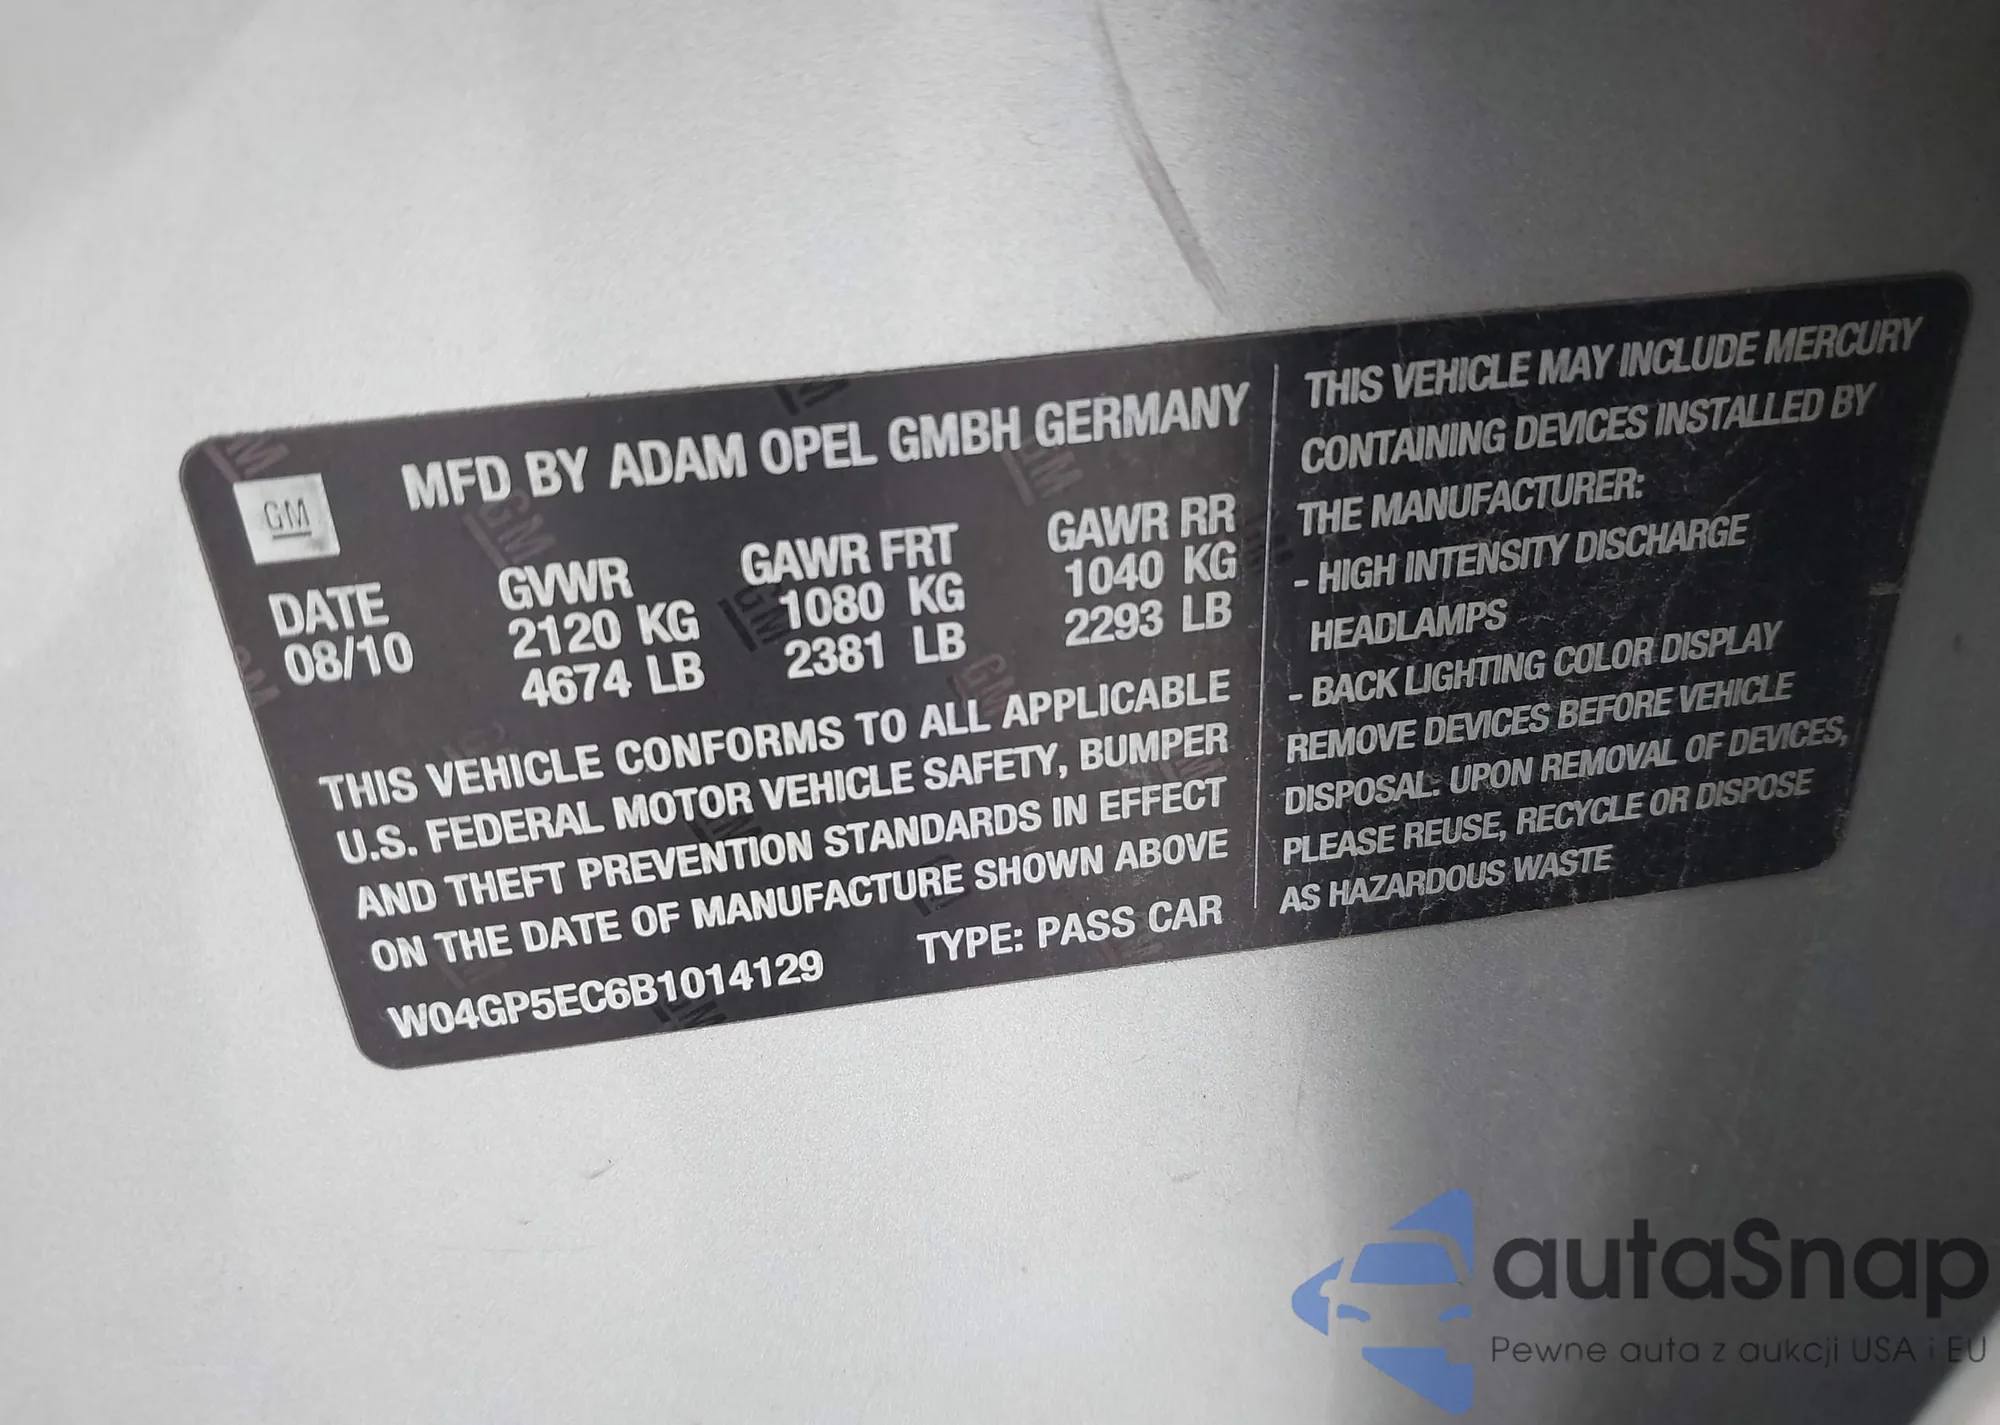 GM
MFD BY ADAM OPEL GMBH GERMANY
DATE GVWR GAWR FRT GAWR RR
08/10 2120 KG 1080 KG 1040 KG
4674 LB 2381 LB 2293 LB
THIS VEHICLE CONFORMS TO ALL APPLICABLE
U.S. FEDERAL MOTOR VEHICLE SAFETY, BUMPER
AND THEFT PREVENTION STANDARDS IN EFFECT
ON THE DATE OF MANUFACTURE SHOWN ABOVE
W04GP5EC6B1014129 TYPE: PASS CAR
THIS VEHICLE MAY INCLUDE MERCURY
CONTAINING DEVICES INSTALLED BY
THE MANUFACTURER:
- HIGH INTENSITY DISCHARGE
HEADLAMPS
- BACK LIGHTING COLOR DISPLAY
REMOVE DEVICES BEFORE VEHICLE
DISPOSAL. UPON REMOVAL OF DEVICES,
PLEASE REUSE, RECYCLE OR DISPOSE
AS HAZARDOUS WASTE
autaSnap
Pewne auta z aukcji USA i EU